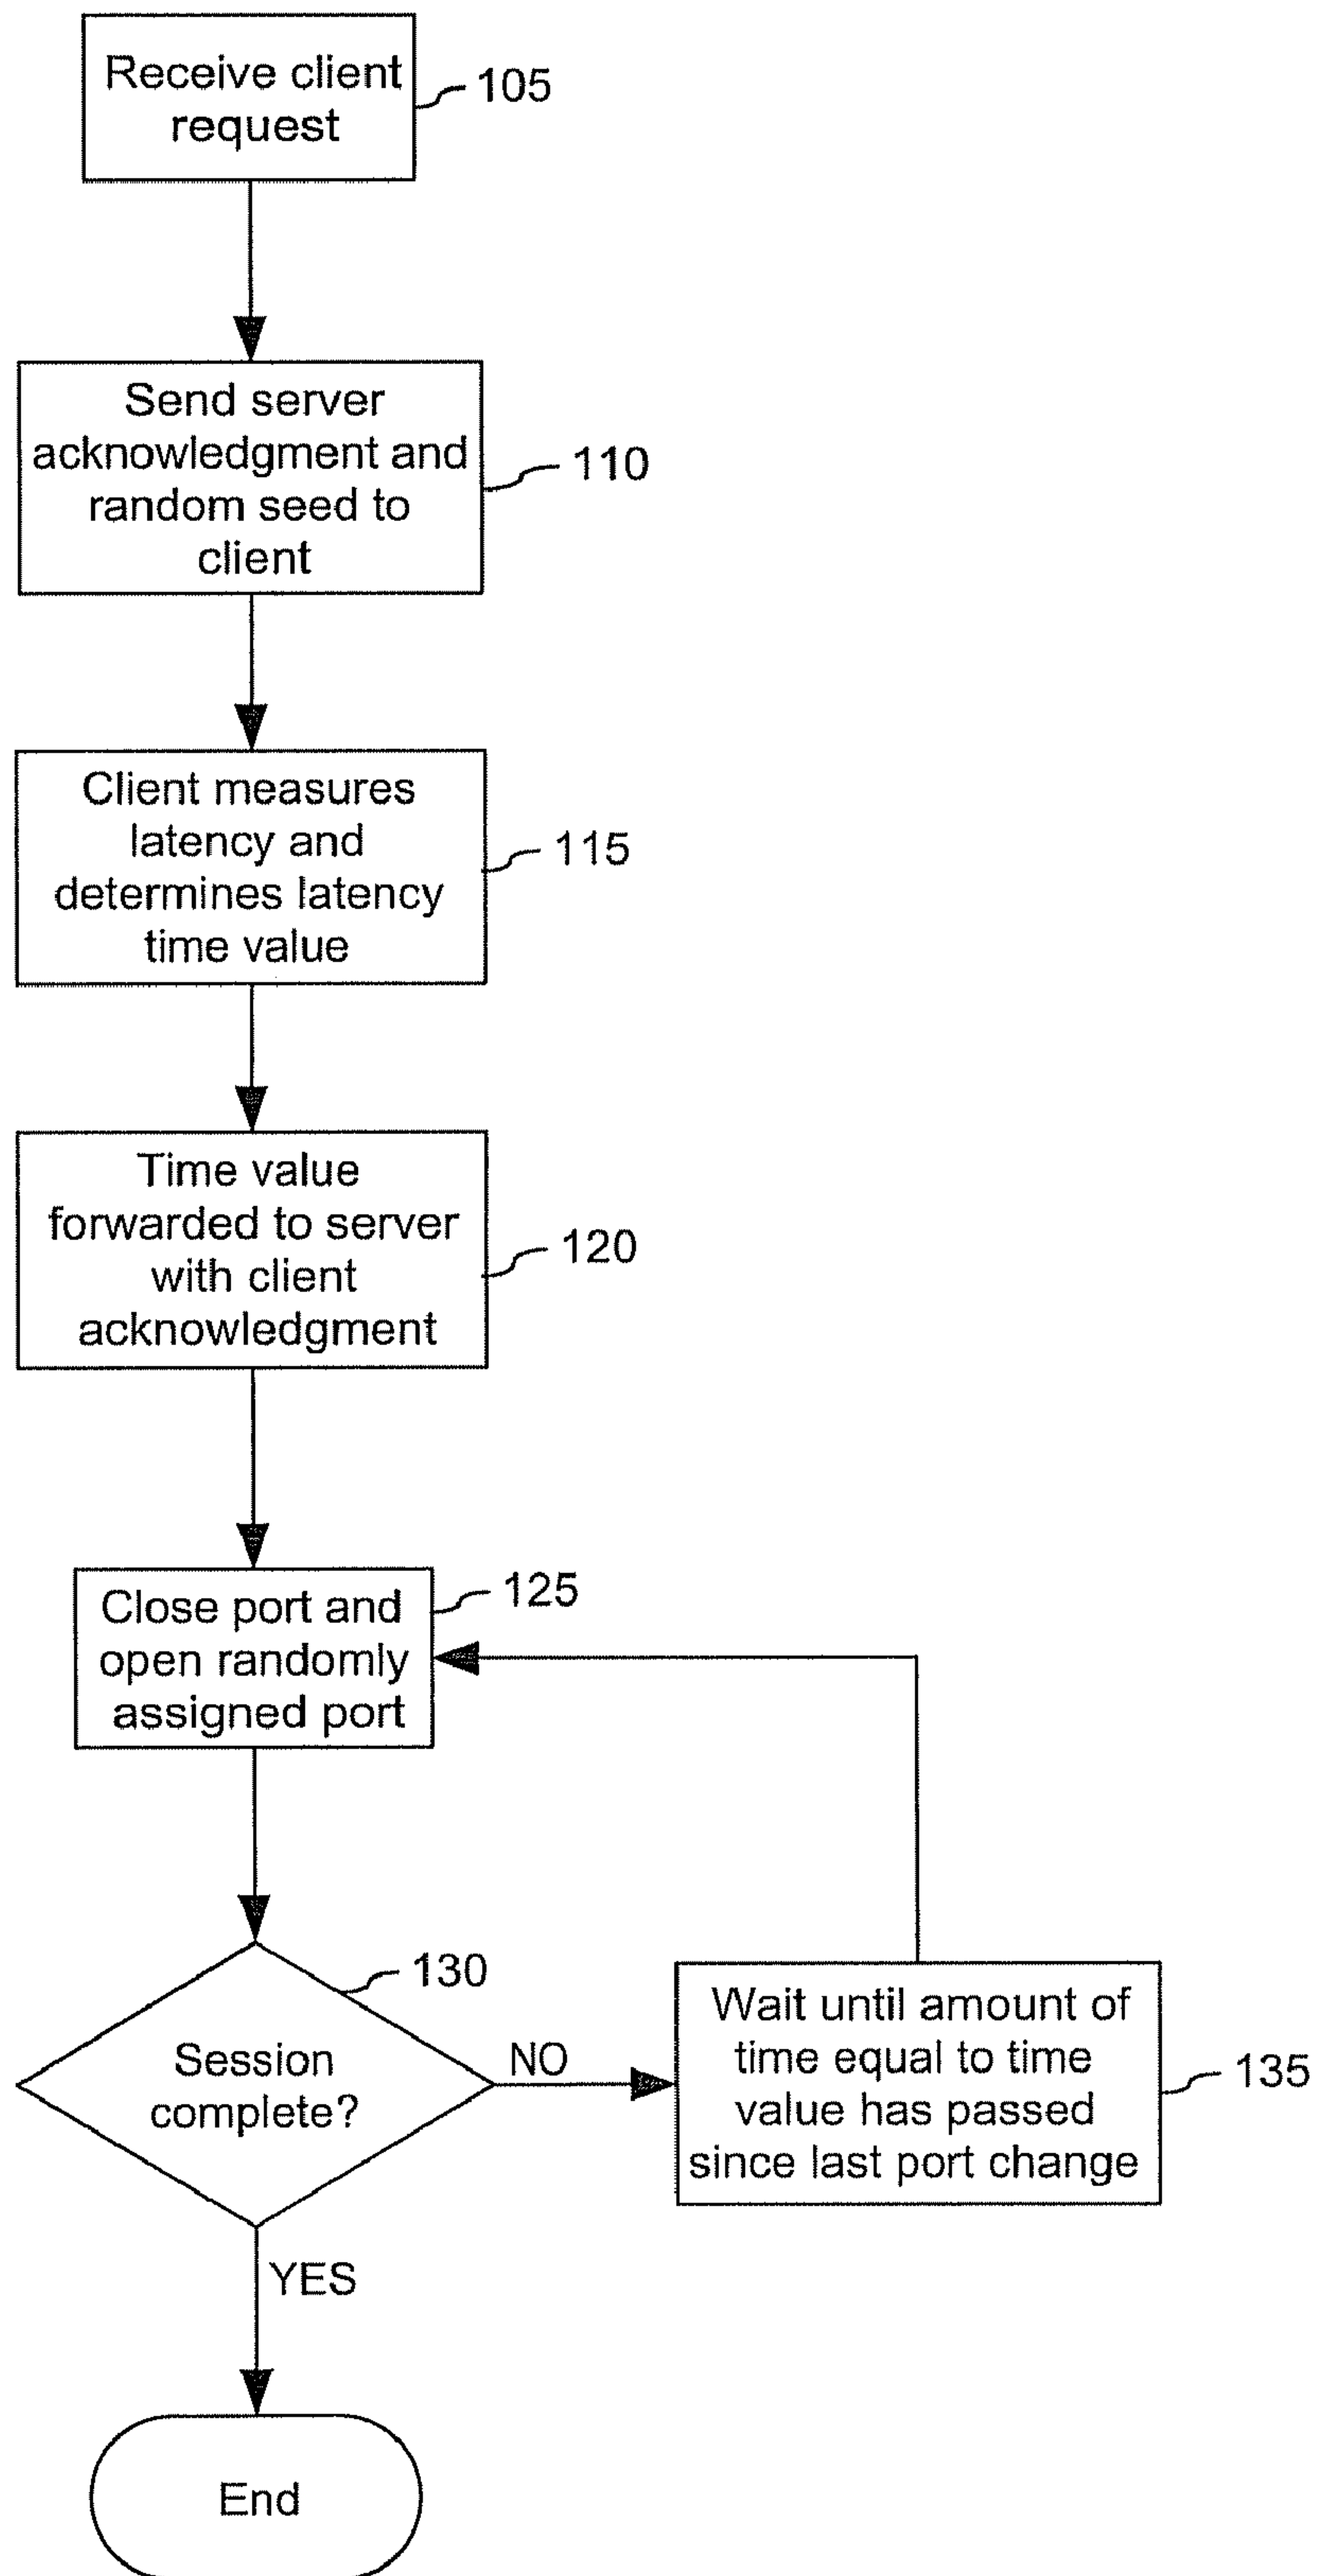 Receive client
request
105
Send server
acknowledgment and
random seed to
client
110
Client measures
latency and
determines latency
time value
115
Time value
forwarded to server
with client
acknowledgment
120
Close port and
open randomly
assigned port
125
Session
complete?
130
NO
Wait until amount of
time equal to time
value has passed
since last port change
135
YES
End